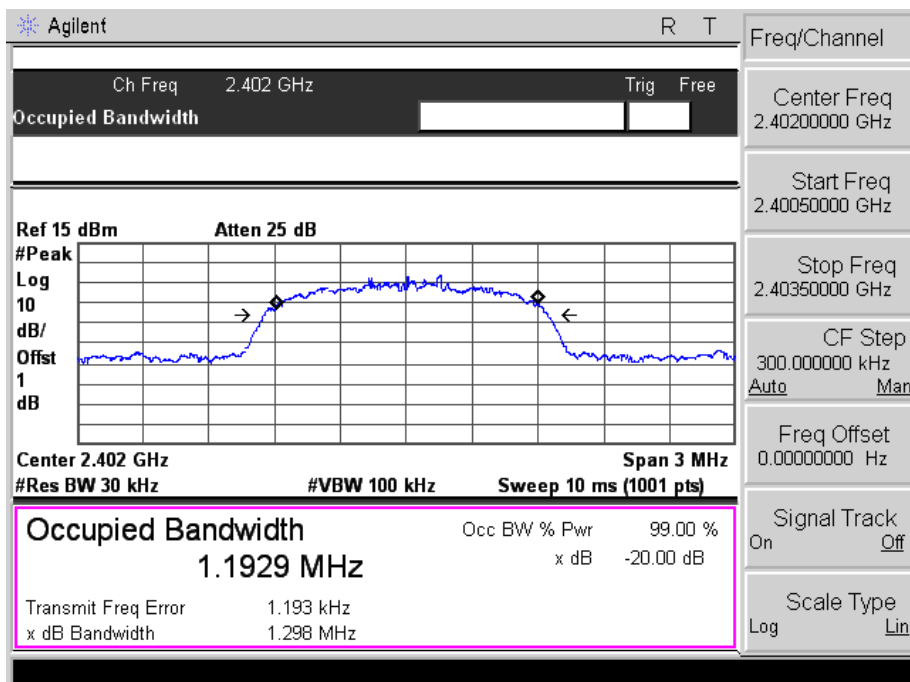 Agilent R T
Ch Freq 2.402 GHz Trig Free
Occupied Bandwidth
Ref 15 dBm Atten 25 dB
#Peak
Log
10
dB/
Offst
1
dB
Center 2.402 GHz Span 3 MHz
#Res BW 30 kHz #VBW 100 kHz Sweep 10 ms (1001 pts)
Occupied Bandwidth
1.1929 MHz
Occ BW % Pwr 99.00 %
x dB -20.00 dB
Transmit Freq Error 1.193 kHz
x dB Bandwidth 1.298 MHz
Freq/Channel
Center Freq
2.40200000 GHz
Start Freq
2.40050000 GHz
Stop Freq
2.40350000 GHz
CF Step
300.000000 kHz
Auto Man
Freq Offset
0.00000000 Hz
Signal Track
On Off
Scale Type
Log Lin